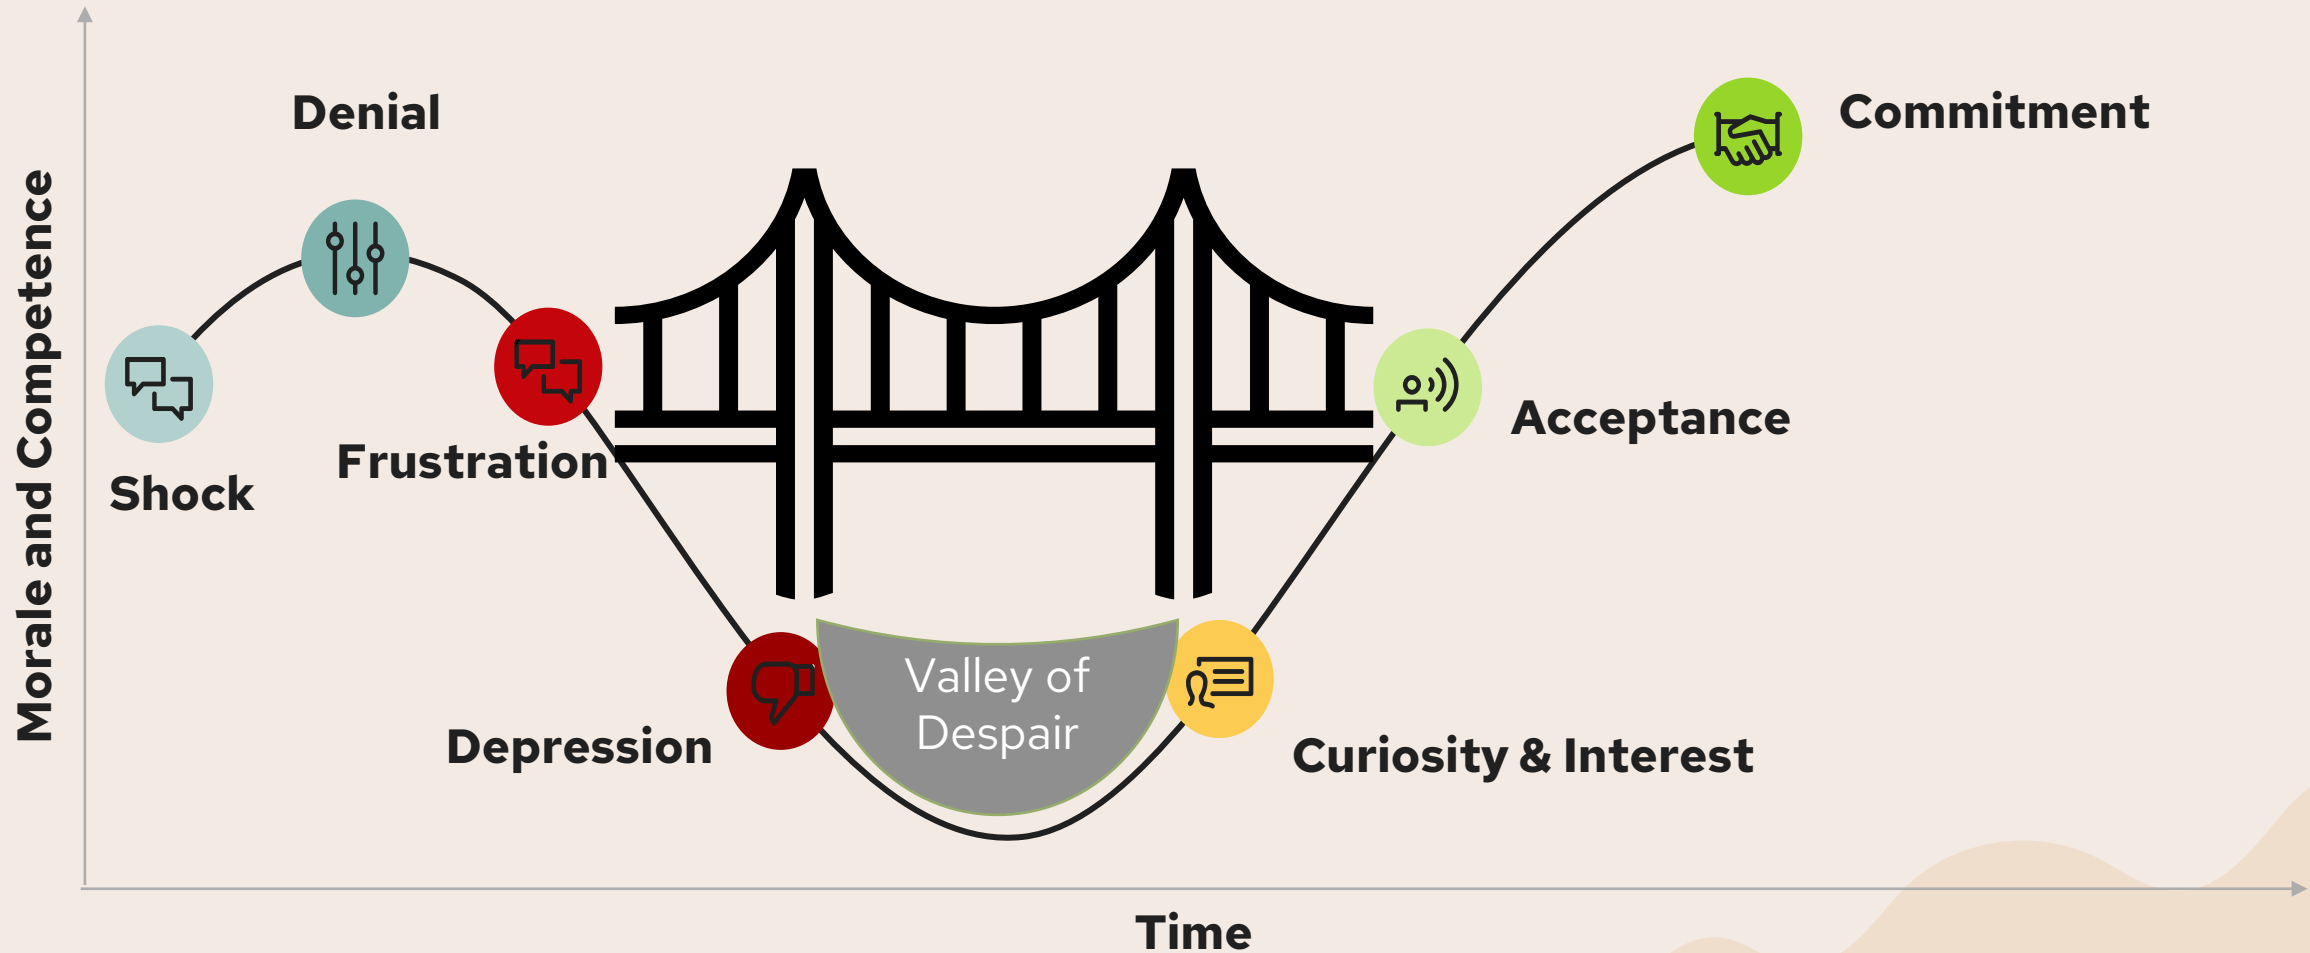 Morale and Competence
Denial
Commitment
Shock
Frustration
Acceptance
Valley of
Despair
Depression
Curiosity & Interest
Time